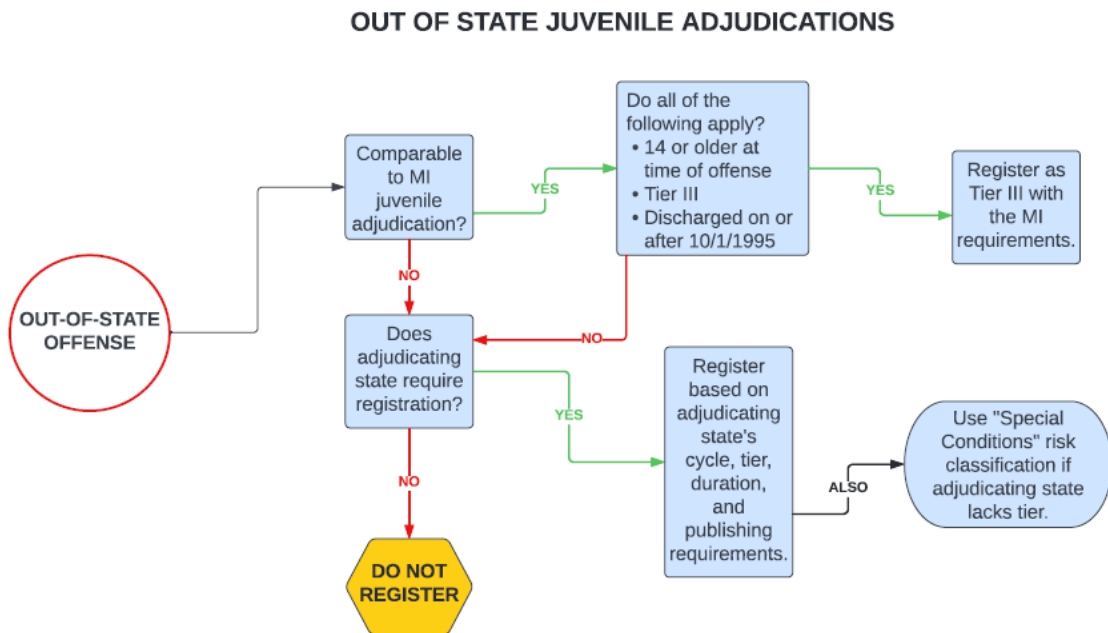 OUT OF STATE JUVENILE ADJUDICATIONS
Comparable
to MI
juvenile
adjudication?
YES
Do all of the
following apply?
• 14 or older at
time of offense
• Tier III
• Discharged on or
after 10/1/1995
YES
Register as
Tier III with
the MI
requirements.
NO
OUT-OF-STATE
OFFENSE
NO
Does
adjudicating
state require
registration?
YES
Register
based on
adjudicating
state's
cycle, tier,
duration,
and
publishing
requirements.
ALSO
Use "Special
Conditions" risk
classification if
adjudicating state
lacks tier.
NO
DO NOT
REGISTER